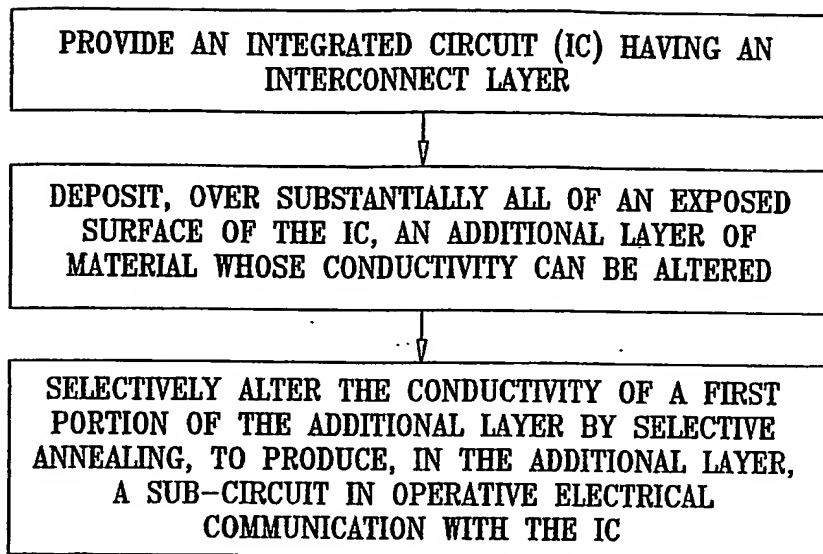 PROVIDE AN INTEGRATED CIRCUIT (IC) HAVING AN
INTERCONNECT LAYER
DEPOSIT, OVER SUBSTANTIALLY ALL OF AN EXPOSED
SURFACE OF THE IC, AN ADDITIONAL LAYER OF
MATERIAL WHOSE CONDUCTIVITY CAN BE ALTERED
SELECTIVELY ALTER THE CONDUCTIVITY OF A FIRST
PORTION OF THE ADDITIONAL LAYER BY SELECTIVE
ANNEALING, TO PRODUCE, IN THE ADDITIONAL LAYER,
A SUB-CIRCUIT IN OPERATIVE ELECTRICAL
COMMUNICATION WITH THE IC